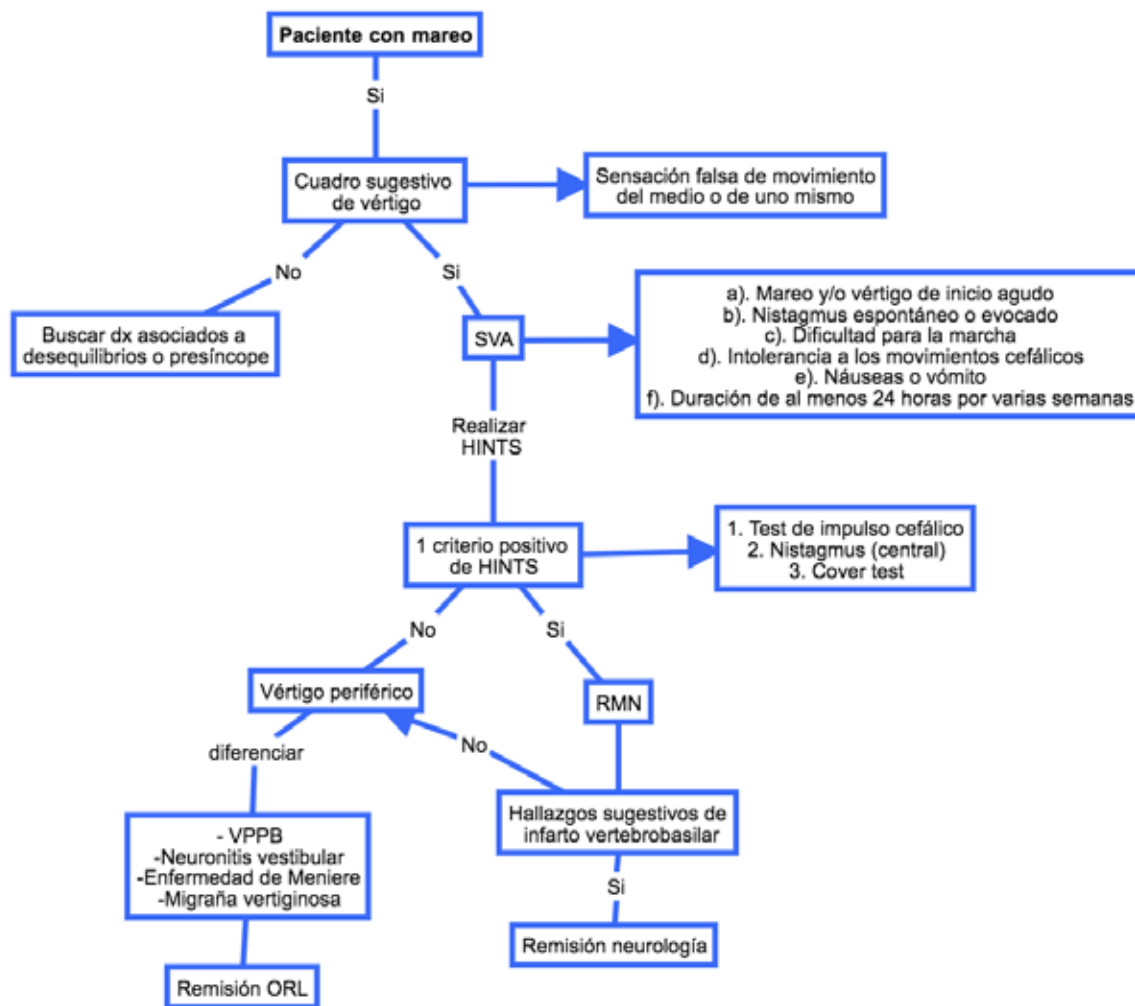 Paciente con mareo
Si
Cuadro sugestivo
de vértigo
Sensación falsa de movimiento
del medio o de uno mismo
No
Si
Buscar dx asociados a
desequilibrios o presíncope
SVA
a). Mareo y/o vértigo de inicio agudo
b). Nistagmus espontáneo o evocado
c). Dificultad para la marcha
d). Intolerancia a los movimientos cefálicos
e). Náuseas o vómito
f). Duración de al menos 24 horas por varias semanas
Realizar
HINTS
1 criterio positivo
de HINTS
1. Test de impulso cefálico
2. Nistagmus (central)
3. Cover test
No
Si
Vértigo periférico
RMN
diferenciar
No
Hallazgos sugestivos de
infarto vertebrobasilar
- VPPB
-Neuronitis vestibular
-Enfermedad de Meniere
-Migraña vertiginosa
Si
Remisión neurología
Remisión ORL